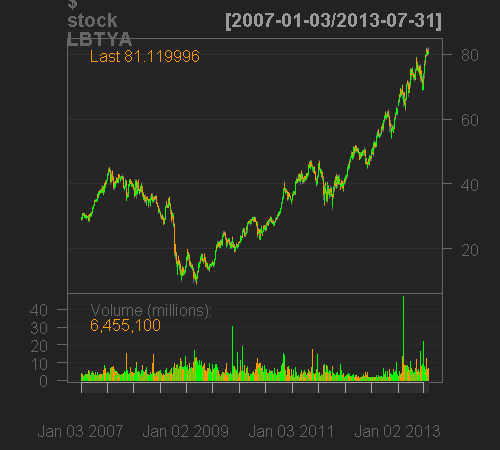 $
stock
LBTYA
[2007-01-03/2013-07-31]
Last 81.119996
80
60
40
20
Volume (millions):
6,455,100
40
30
20
10
0
Jan 03 2007 Jan 02 2009 Jan 03 2011 Jan 02 2013